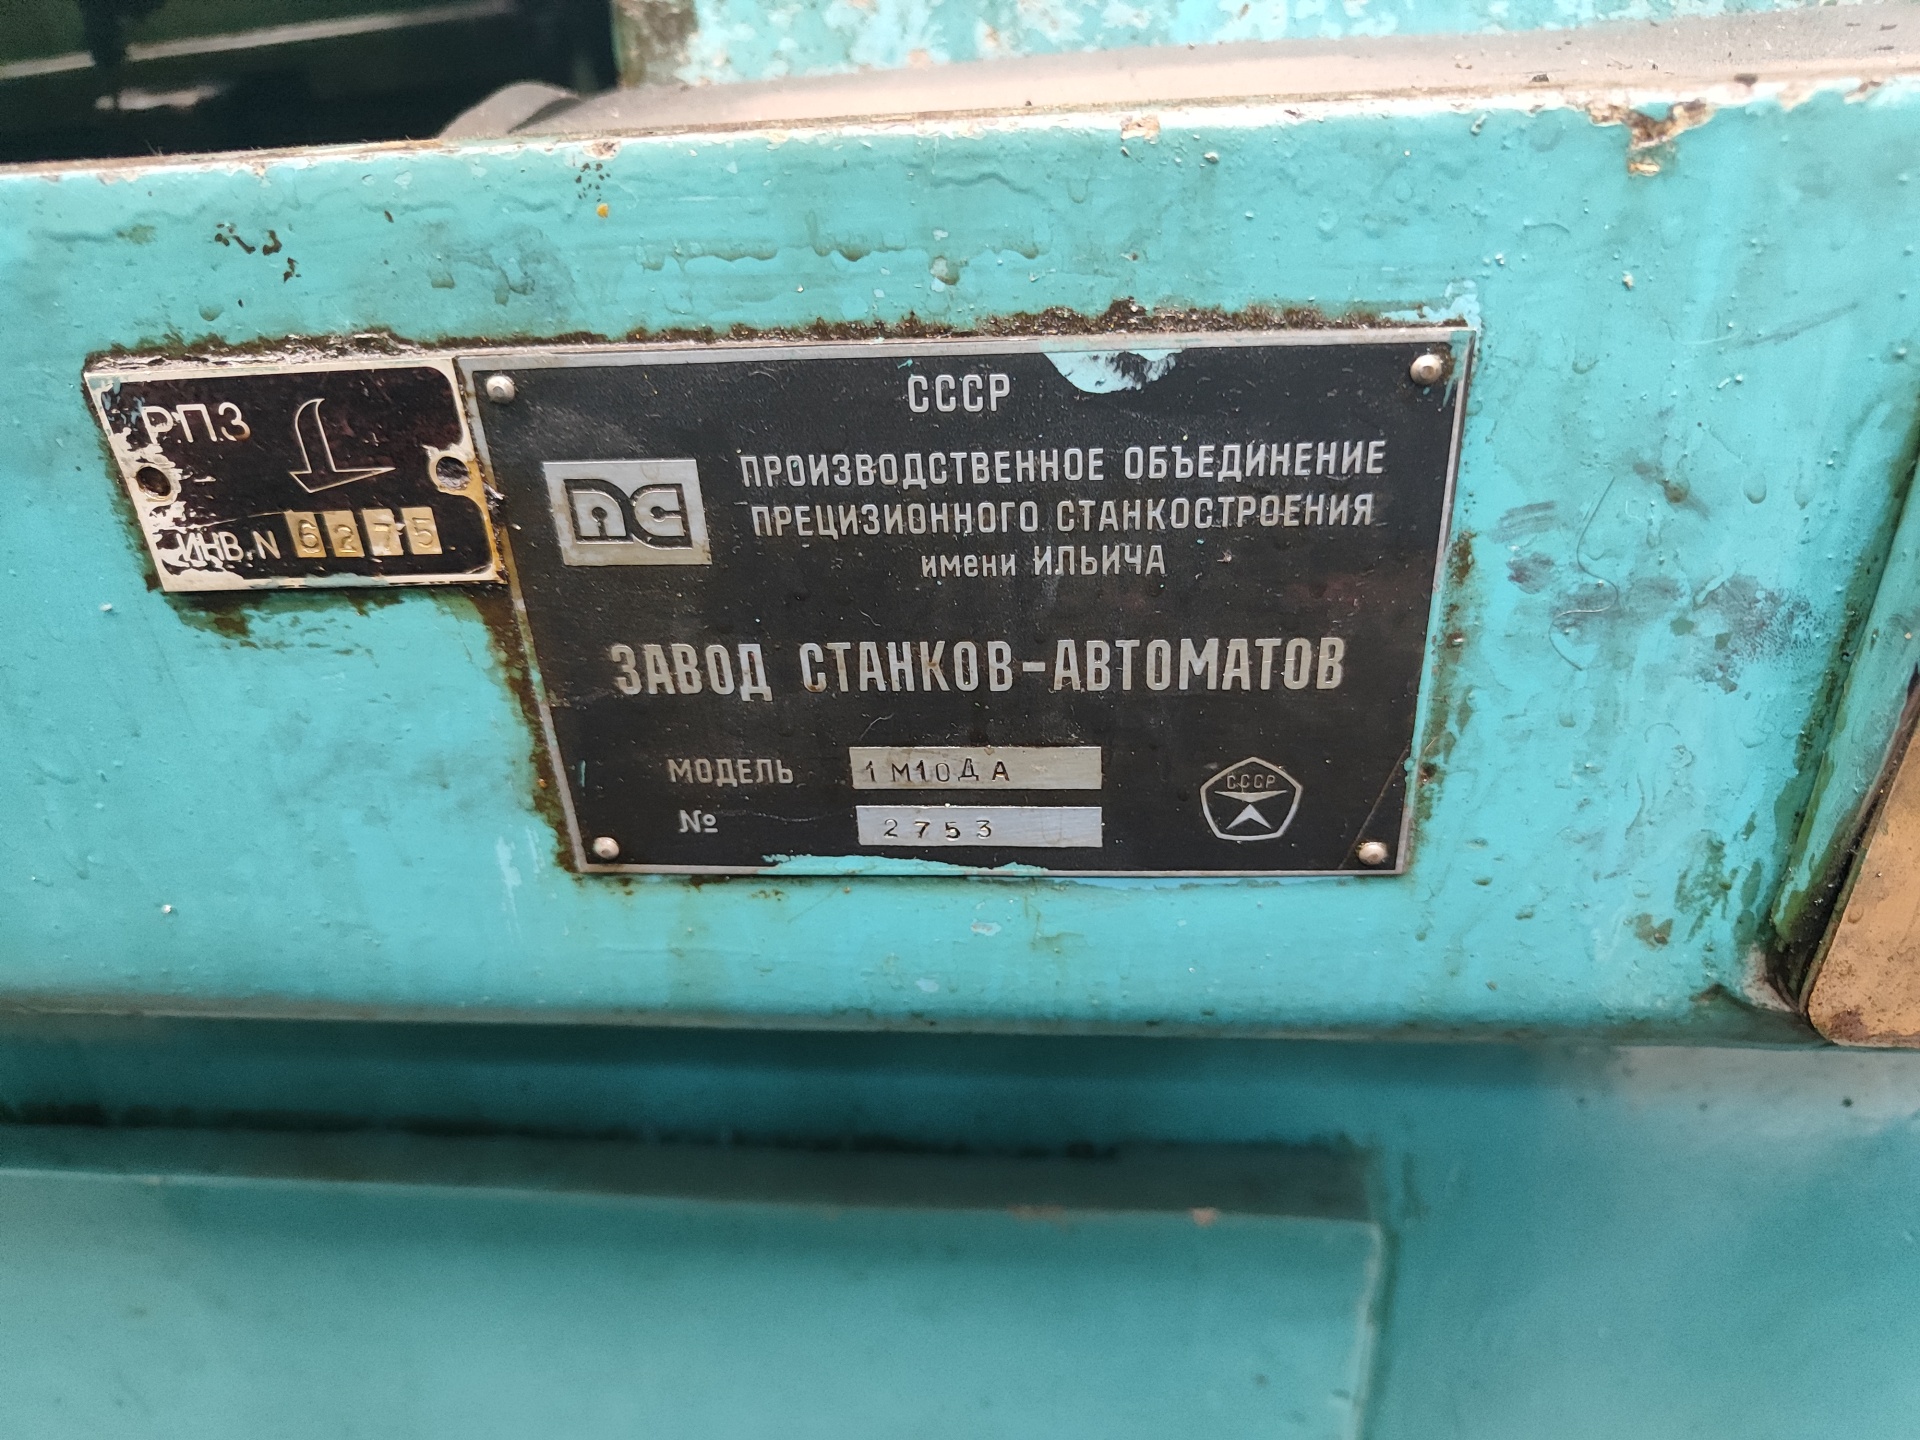 РПЗ
ИНВ. N 6275
СССР
ПС
ПРОИЗВОДСТВЕННОЕ ОБЪЕДИНЕНИЕ
ПРЕЦИЗИОННОГО СТАНКОСТРОЕНИЯ
имени ИЛЬИЧА
ЗАВОД СТАНКОВ-АВТОМАТОВ
МОДЕЛЬ 1М10ДА
№ 2753
СССР